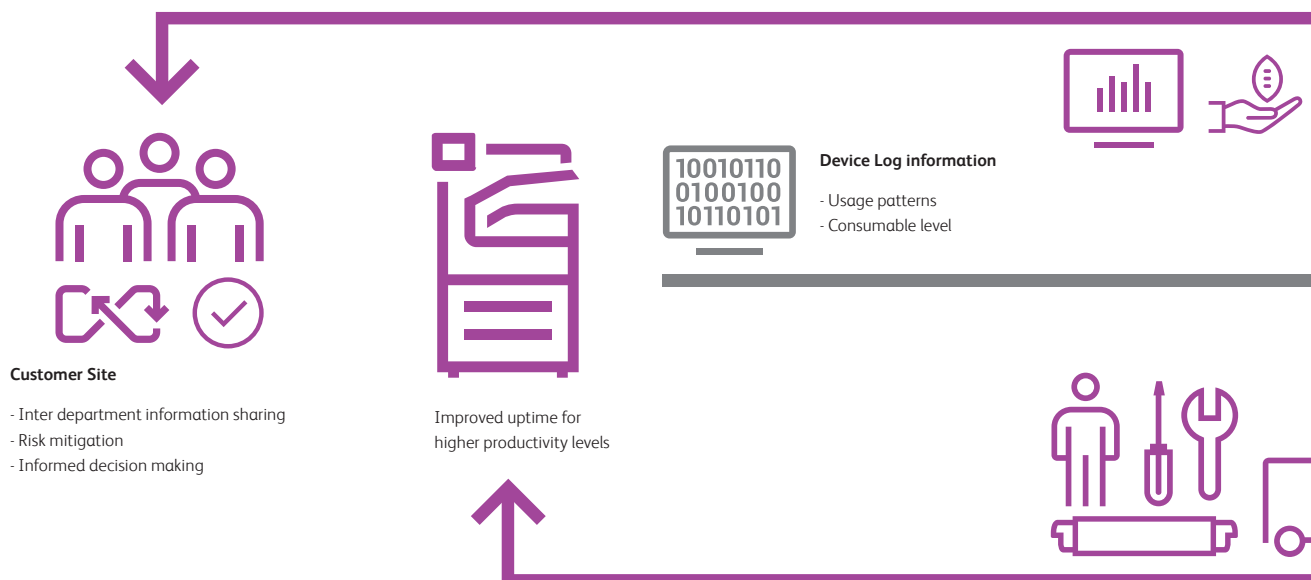 10010110
0100100
10110101
Device Log information
- Usage patterns
- Consumable level
Customer Site
- Inter department information sharing
- Risk mitigation
- Informed decision making
Improved uptime for
higher productivity levels